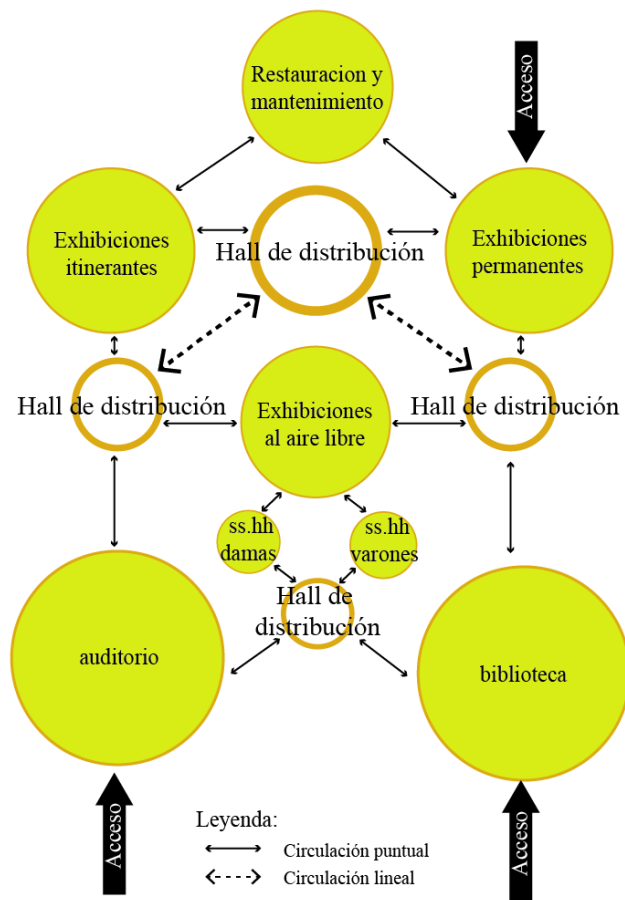 Restauracion y
mantenimiento
Acceso
Exhibiciones
itinerantes
Hall de distribución
Exhibiciones
permanentes
Hall de distribución
Exhibiciones
al aire libre
Hall de distribución
ss.hh
damas
ss.hh
varones
Hall de
distribución
auditorio
biblioteca
Acceso
Acceso
Leyenda:
Circulación puntual
Circulación lineal